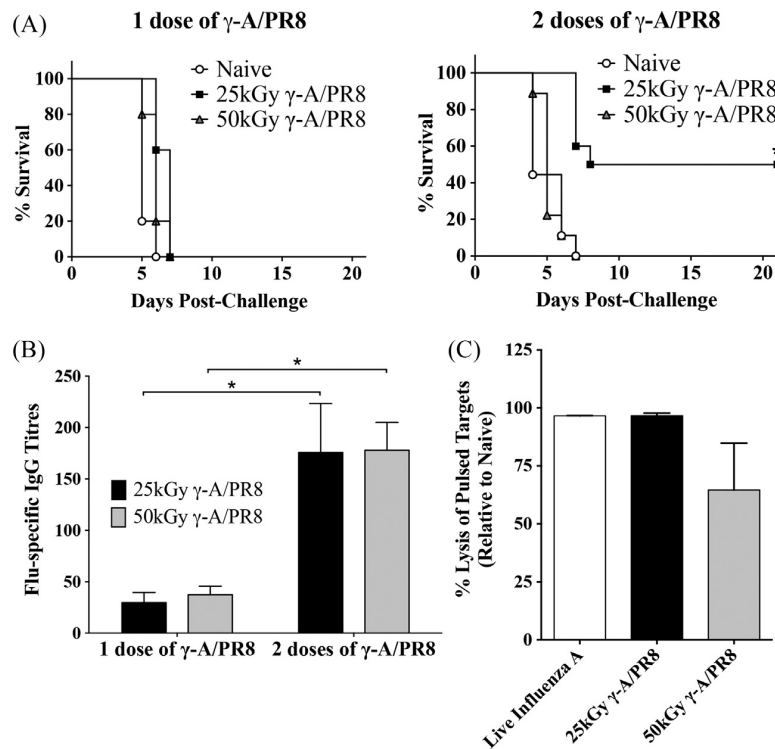 (A)
1 dose of γ-A/PR8
2 doses of γ-A/PR8
% Survival
100
80
60
40
20
0
Naive
25kGy γ-A/PR8
50kGy γ-A/PR8
0 5 10 15 20
Days Post-Challenge
% Survival
100
80
60
40
20
0
Naive
25kGy γ-A/PR8
50kGy γ-A/PR8
*
0 5 10 15 20
Days Post-Challenge
(B)
Flu-specific IgG Titres
250
200
150
100
50
0
*
*
25kGy γ-A/PR8
50kGy γ-A/PR8
1 dose of γ-A/PR8 2 doses of γ-A/PR8
(C)
% Lysis of Pulsed Targets
(Relative to Naive)
125
100
75
50
25
0
Live Influenza A
25kGy γ-A/PR8
50kGy γ-A/PR8